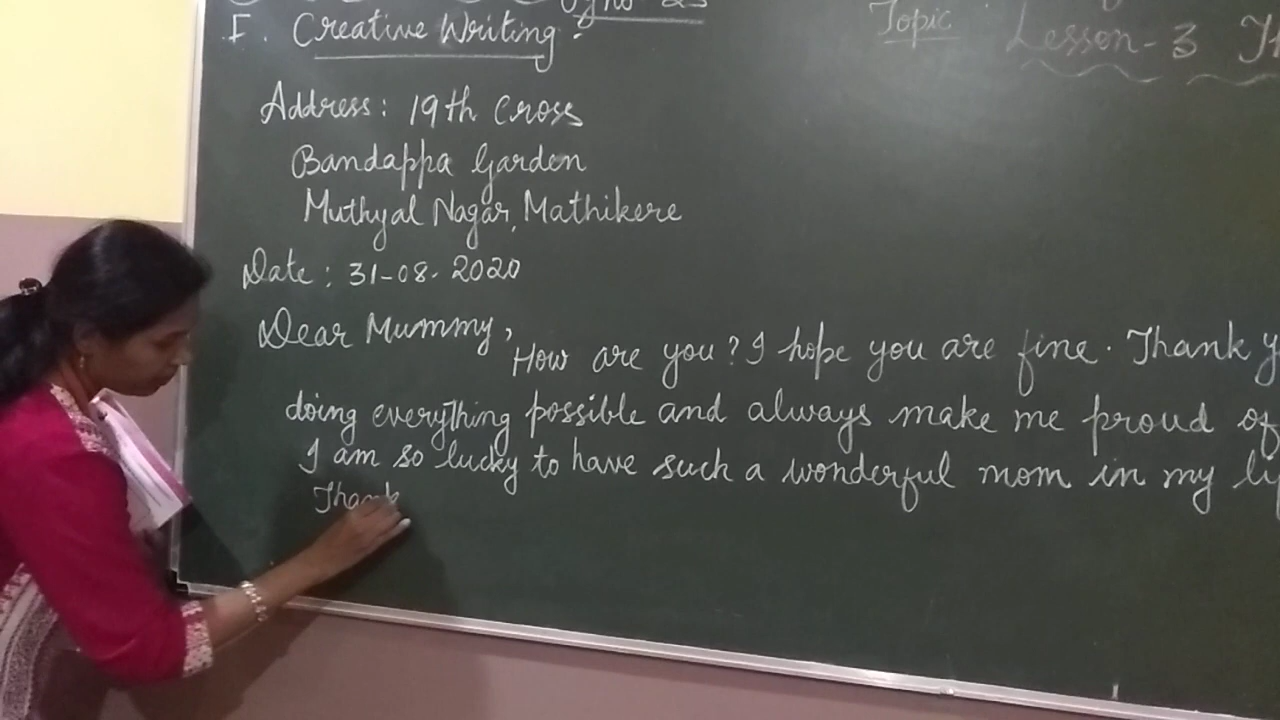 Topic Lesson-3
F. Creative Writing:
Address: 19th Cross
Bandappa Garden
Muthyal Nagar, Mathikere
Date: 31-08-2020
Dear Mummy,
How are you? I hope you are fine. Thank y
doing everything possible and always make me proud of
I am so lucky to have such a wonderful mom in my
Thank